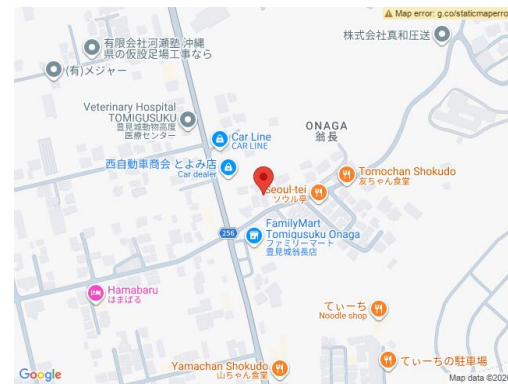 Map error: g.co/staticmaperro
有限会社河瀬塾 沖縄
県の仮設足場工事なら
株式会社真和圧送
(有)メジャー
Veterinary Hospital
TOMIGUSUKU
豊見城動物高度
医療センター
ONAGA
翁長
Car Line
CAR LINE
西自動車商会 とよみ店
Car dealer
Tomochan Shokudo
友ちゃん食堂
Seoul-tei
ソウル亭
256
FamilyMart
Tomigusuku Onaga
ファミリーマート
豊見城翁長店
Hamabaru
はまばる
てぃーち
Noodle shop
Yamachan Shokudo
山ちゃん食堂
てぃーちの駐車場
Google
Map data ©2026